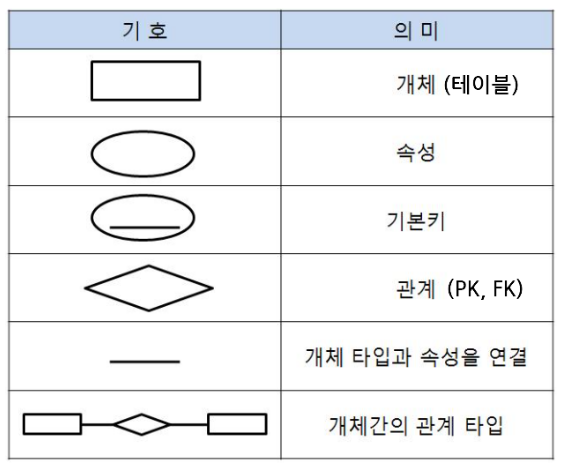 기 호
의 미
개체 (테이블)
속성
기본키
관계 (PK, FK)
개체 타입과 속성을 연결
개체간의 관계 타입